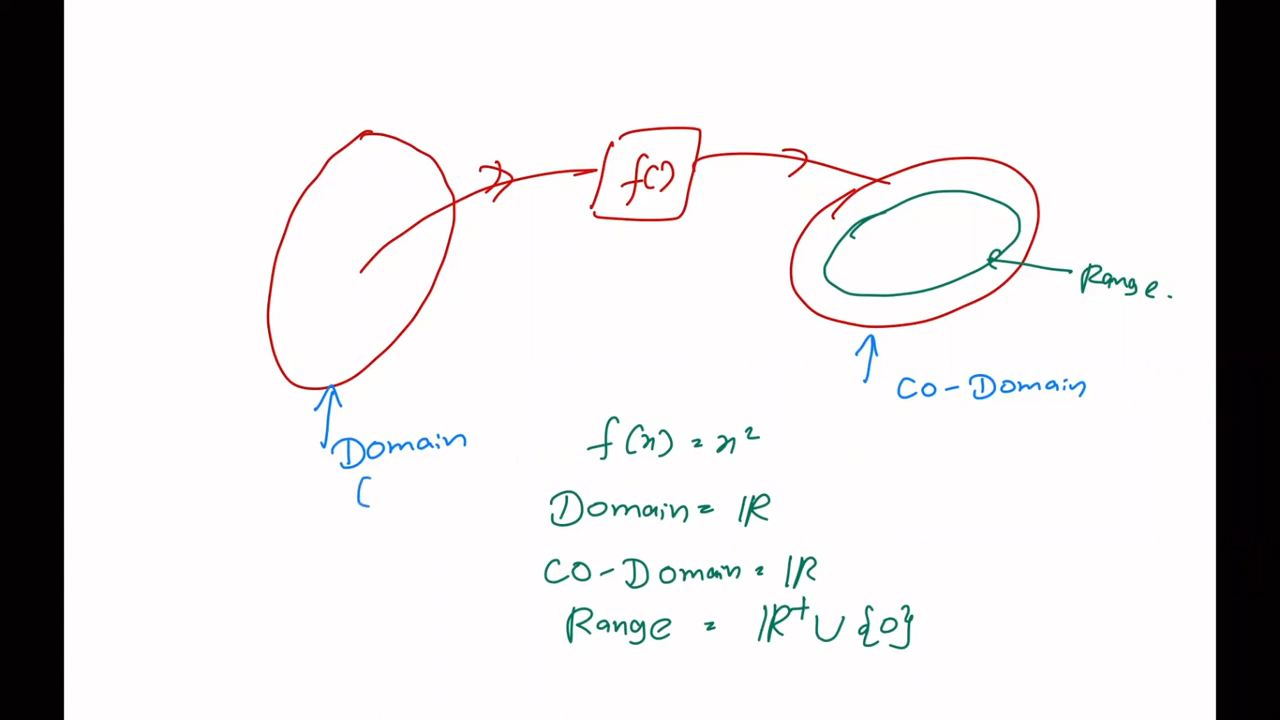 f()
Range.
Co-Domain
Domain
(
f(x) = x²
Domain = ℝ
CO-Domain = ℝ
Range = ℝ⁺ ∪ {0}